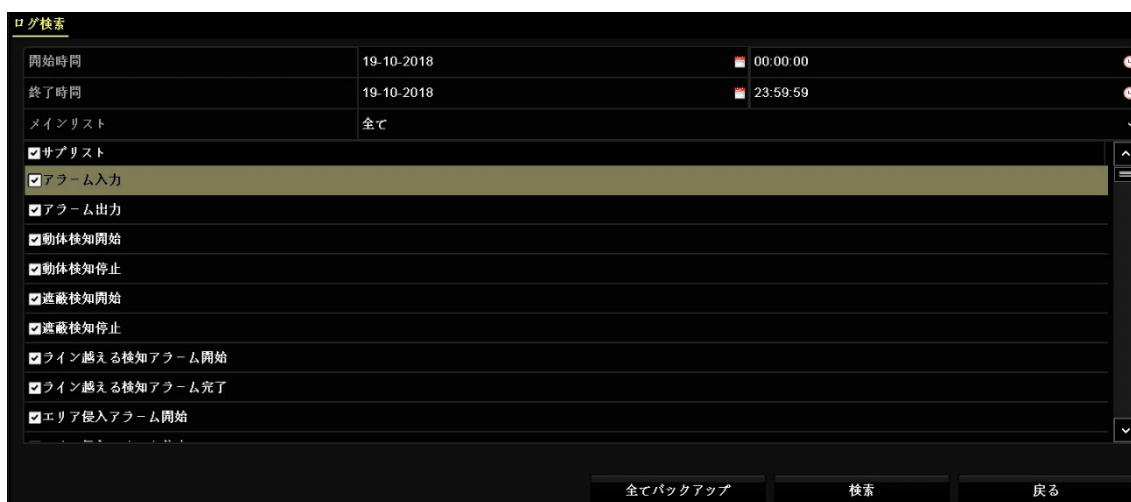 ログ検索
開始時間 19-10-2018 00:00:00
終了時間 19-10-2018 23:59:59
メインリスト 全て
サブリスト
アラーム入力
アラーム出力
動体検知開始
動体検知停止
遮蔽検知開始
遮蔽検知停止
ライン越える検知アラーム開始
ライン越える検知アラーム完了
エリア侵入アラーム開始
全てバックアップ 検索 戻る